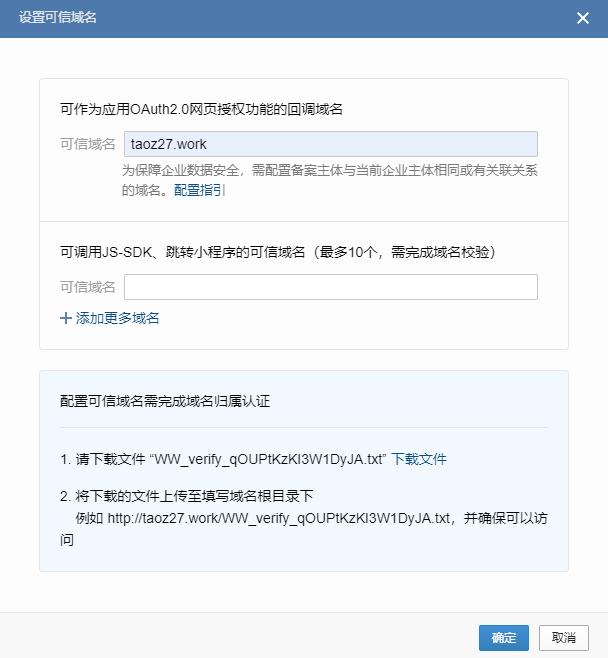 设置可信域名
可作为应用OAuth2.0网页授权功能的回调域名
可信域名 taoz27.work
为保障企业数据安全，需配置备案主体与当前企业主体相同或有关联关系
的域名。配置指引
可调用JS-SDK、跳转小程序的可信域名（最多10个，需完成域名校验）
可信域名
添加更多域名
配置可信域名需完成域名归属认证
1. 请下载文件 “WW_verify_qOUPtKzKI3W1DyJA.txt” 下载文件
2. 将下载的文件上传至填写域名根目录下
例如 http://taoz27.work/WW_verify_qOUPtKzKI3W1DyJA.txt，并确保可以访
问
确定 取消